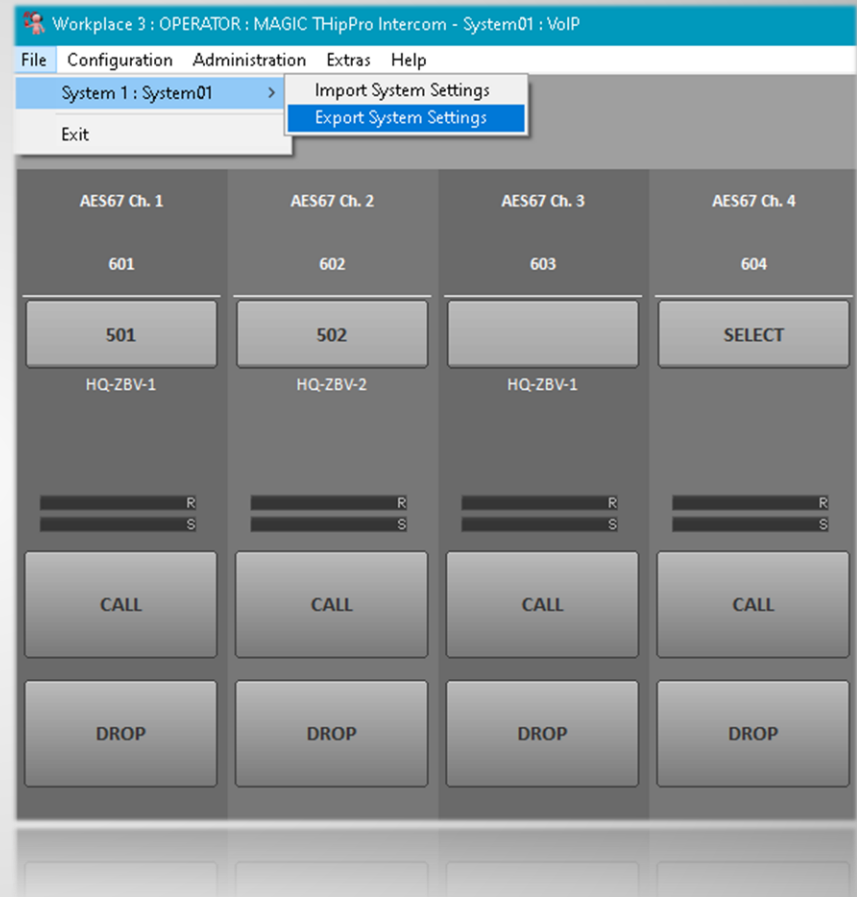 Workplace 3 : OPERATOR : MAGIC THipPro Intercom - System01 : VoIP
File Configuration Administration Extras Help
System 1 : System01 > Import System Settings
Export System Settings
Exit
AES67 Ch. 1 AES67 Ch. 2 AES67 Ch. 3 AES67 Ch. 4
601 602 603 604
501 502 SELECT
HQ-ZBV-1 HQ-ZBV-2 HQ-ZBV-1
R R R R
S S S S
CALL CALL CALL CALL
DROP DROP DROP DROP